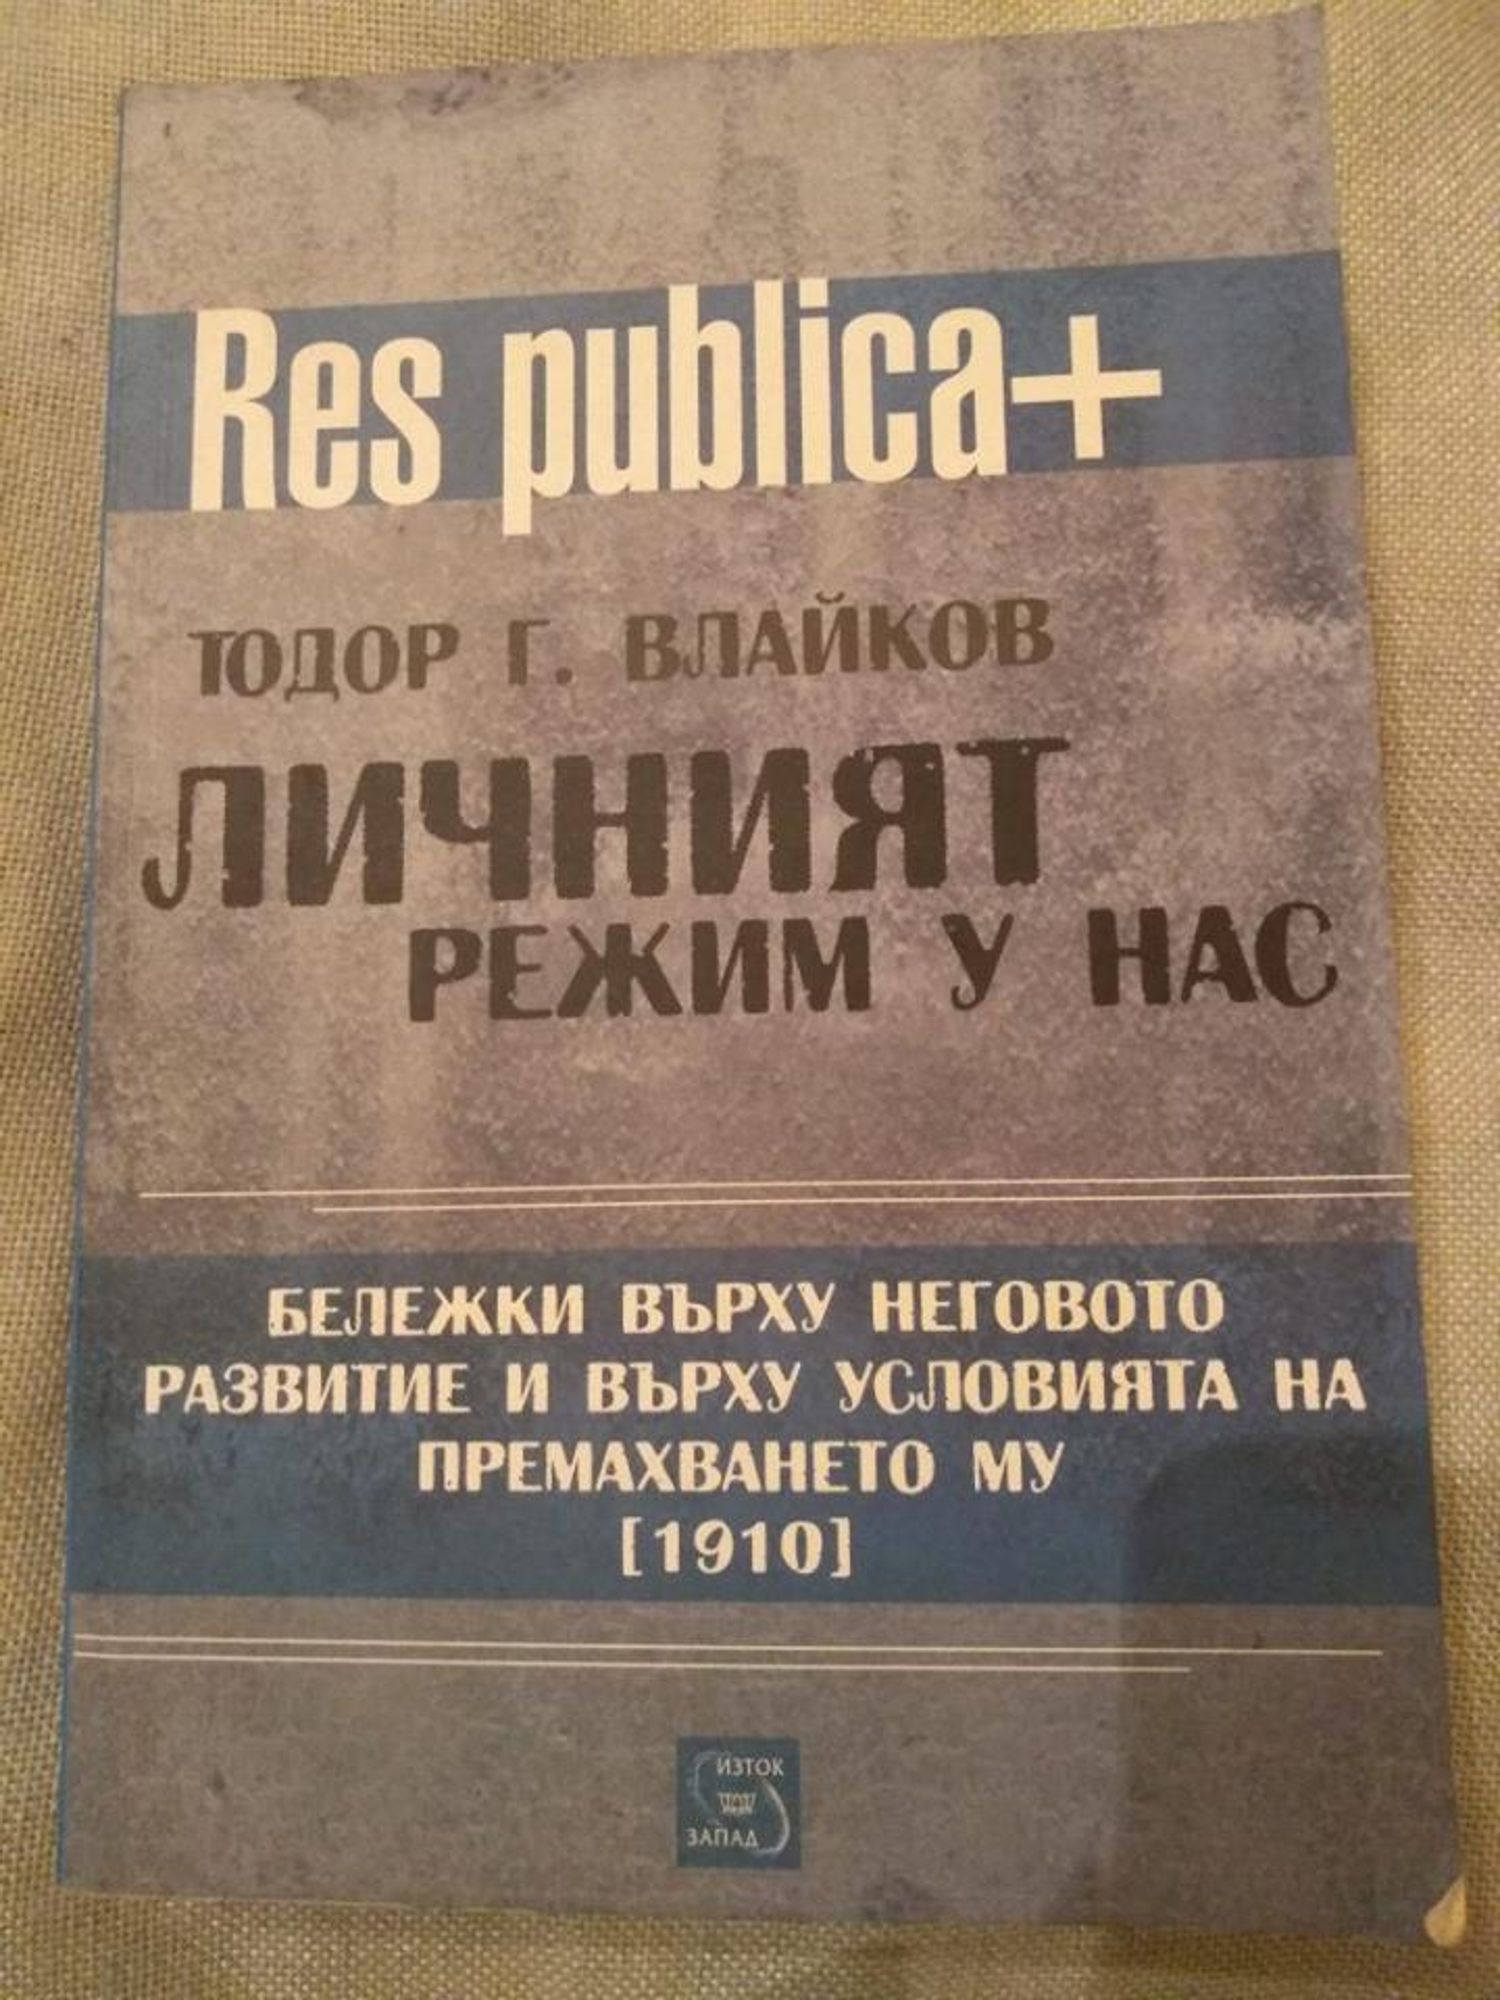 Res publica+
ТОДОР Г. ВЛАЙКОВ
ЛИЧНИЯТ
РЕЖИМ У НАС
БЕЛЕЖКИ ВЪРХУ НЕГОВОТО
РАЗВИТИЕ И ВЪРХУ УСЛОВИЯТА НА
ПРЕМАХВАНЕТО МУ
[1910]
ИЗТОК
ЗАПАД